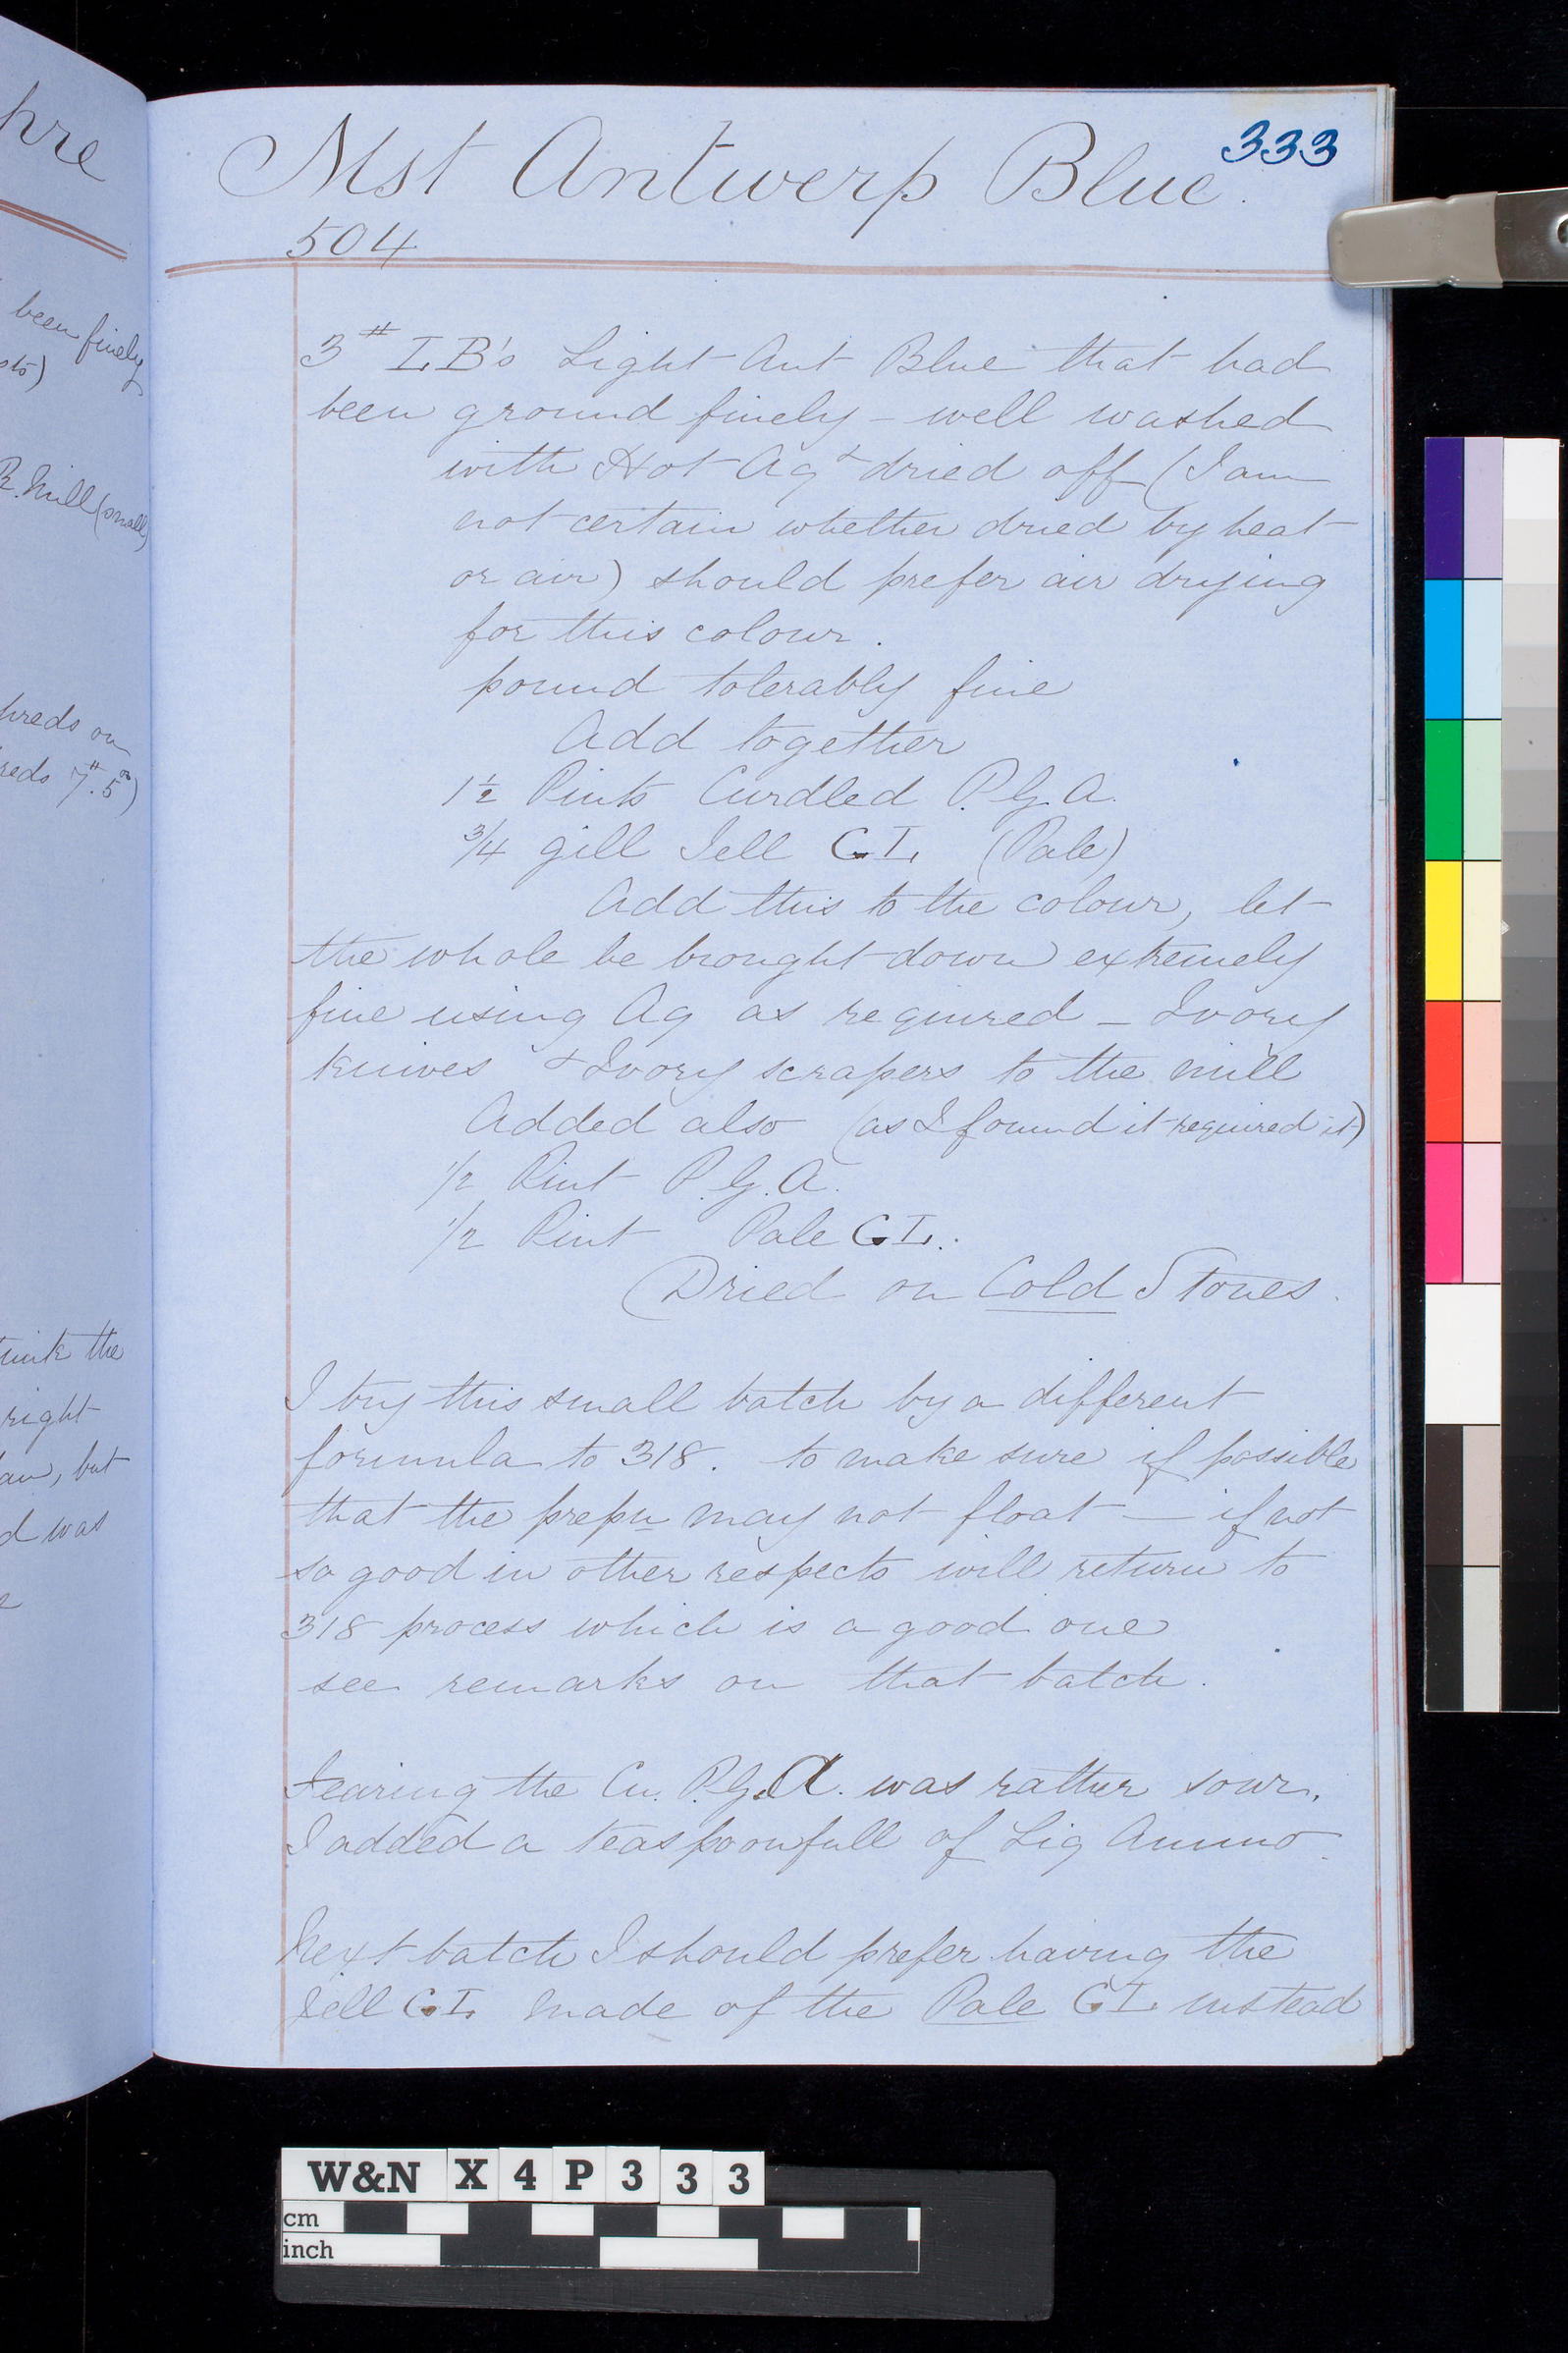 hre
been finely
R. Mill (small)
hreds on
reds 7#.5
the
right
but
d was
333
Mst Antwerp Blue.
504
3# LB's Light Ant Blue that had
been ground finely – well washed
with Hot Aq & dried off (I am
not certain whether dried by heat
or air) should prefer air drying
for this colour.
pound tolerably fine
Add together
1½ Pints Curdled P.G.A.
3/4 gill Jell GL (Pale)
Add this to the colour, let
the whole be brought down extremely
fine using Aq as required – Ivory
knives & Ivory scrapers to the mill
Added also (as I found it required it)
1/2 Pint P.G.A.
1/2 Pint Pale GL.
(Dried on Cold Stones.
I try this small batch by a different
formula to 318. to make sure if possible
that the prepn may not float — if not
so good in other respects will return to
318 process which is a good one
see remarks on that batch.
Fearing the Cu. P.G.A. was rather sour,
I added a teaspoonfull of Liq Ammo.
Next batch I should prefer having the
Jell GL made of the Pale GL instead
W&N X 4 P 3 3 3
cm
inch